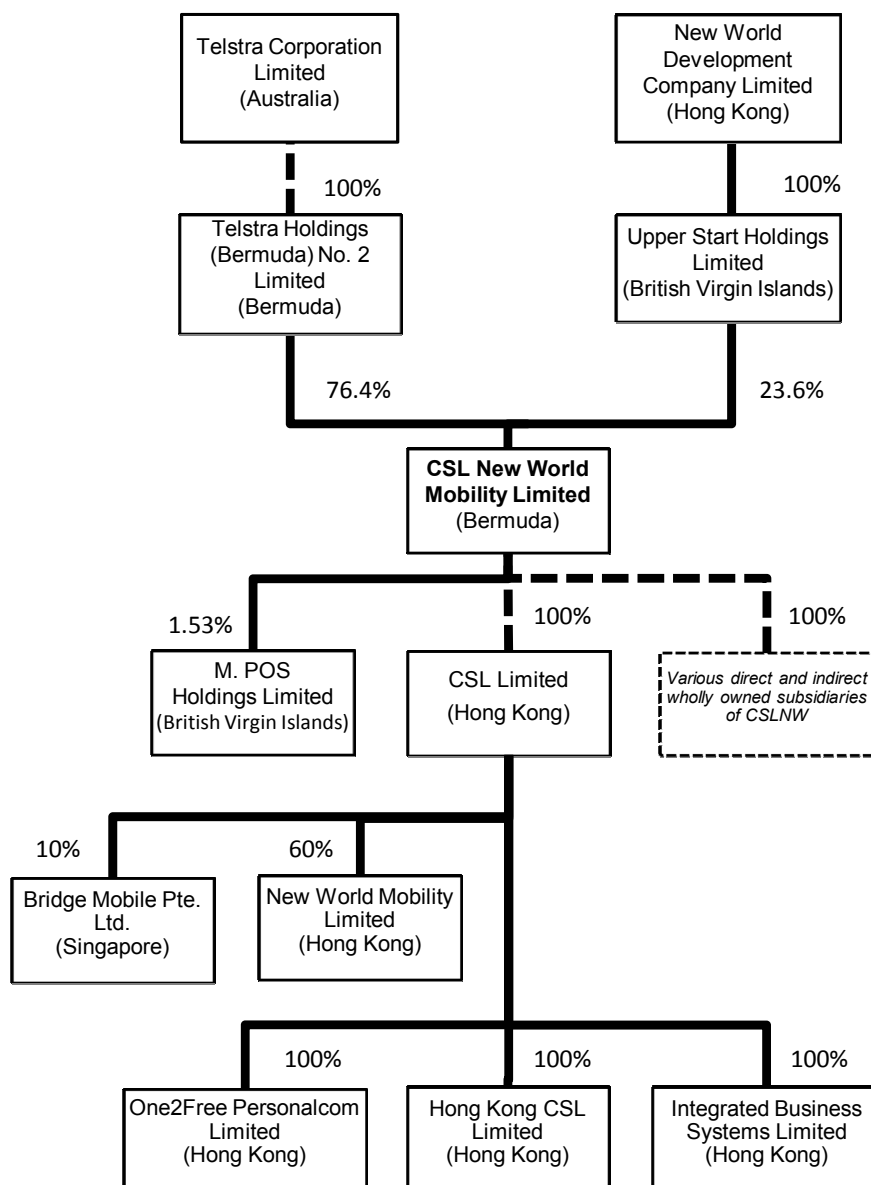 Telstra Corporation
Limited
(Australia)
New World
Development
Company Limited
(Hong Kong)
100%
100%
Telstra Holdings
(Bermuda) No. 2
Limited
(Bermuda)
Upper Start Holdings
Limited
(British Virgin Islands)
76.4%
23.6%
CSL New World
Mobility Limited
(Bermuda)
1.53%
100%
100%
M. POS
Holdings Limited
(British Virgin Islands)
CSL Limited
(Hong Kong)
Various direct and indirect
wholly owned subsidiaries
of CSLNW
10%
60%
Bridge Mobile Pte.
Ltd.
(Singapore)
New World Mobility
Limited
(Hong Kong)
100%
100%
100%
One2Free Personalcom
Limited
(Hong Kong)
Hong Kong CSL
Limited
(Hong Kong)
Integrated Business
Systems Limited
(Hong Kong)